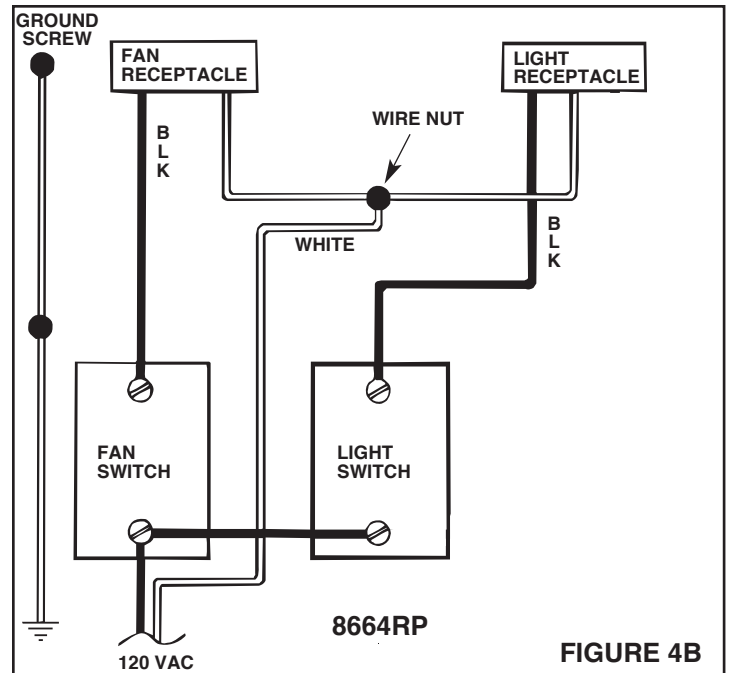 GROUND
SCREW
FAN
RECEPTACLE
LIGHT
RECEPTACLE
WIRE NUT
B
L
K
WHITE
B
L
K
FAN
SWITCH
LIGHT
SWITCH
8664RP
120 VAC
FIGURE 4B